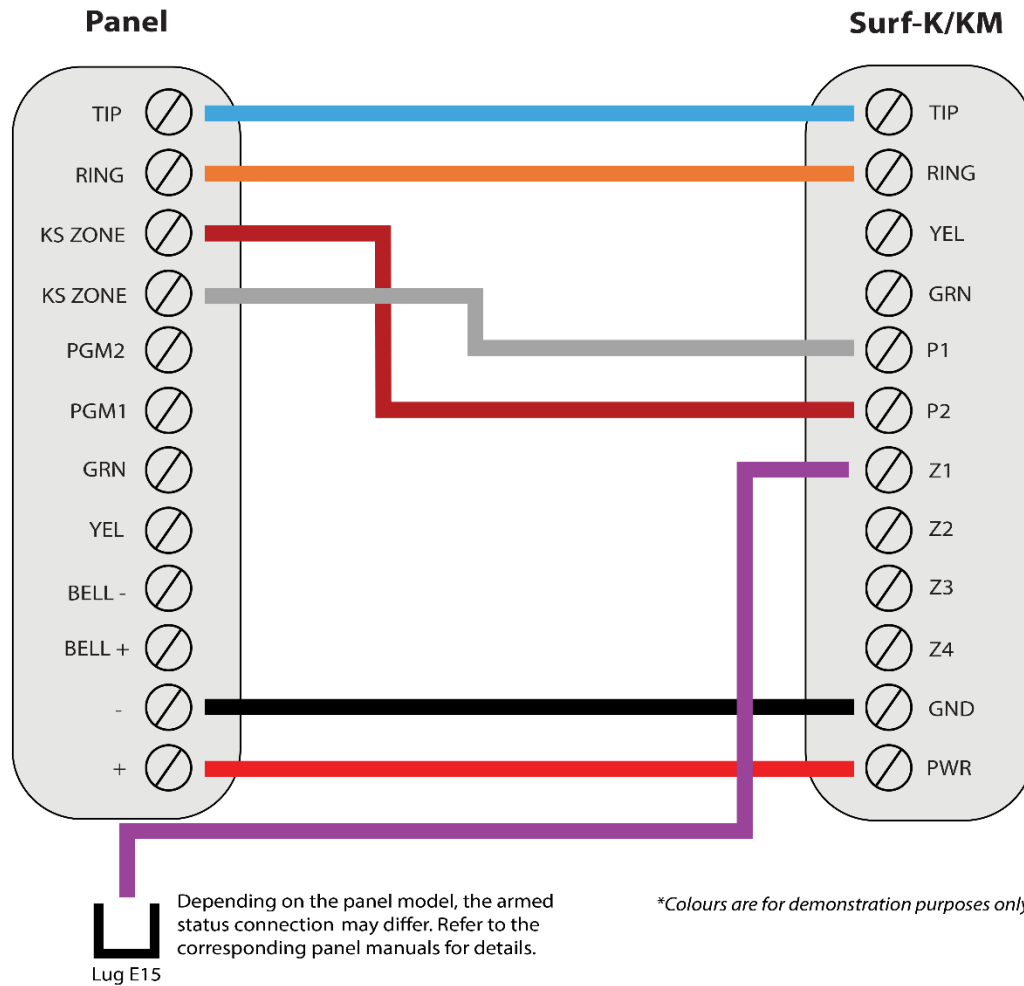 Panel
Surf-K/KM
TIP
TIP
RING
RING
KS ZONE
YEL
KS ZONE
GRN
PGM2
P1
PGM1
P2
GRN
Z1
YEL
Z2
BELL -
Z3
BELL +
Z4
-
GND
+
PWR
Depending on the panel model, the armed
status connection may differ. Refer to the
corresponding panel manuals for details.
*Colours are for demonstration purposes only
Lug E15